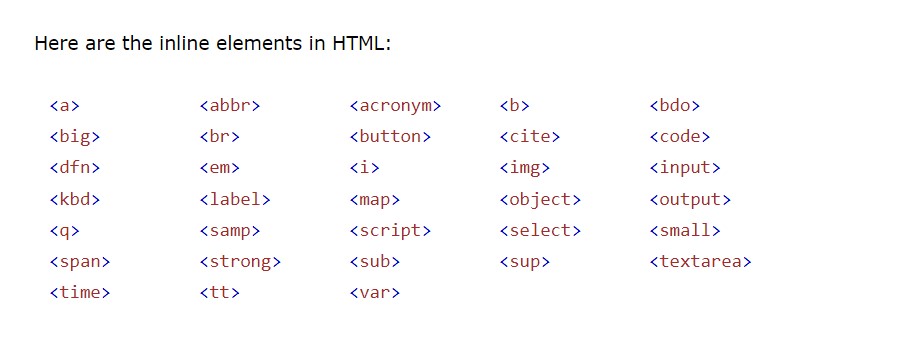 Here are the inline elements in HTML:
<a> <abbr> <acronym> <b> <bdo>
<big> <br> <button> <cite> <code>
<dfn> <em> <i> <img> <input>
<kbd> <label> <map> <object> <output>
<q> <samp> <script> <select> <small>
<span> <strong> <sub> <sup> <textarea>
<time> <tt> <var>